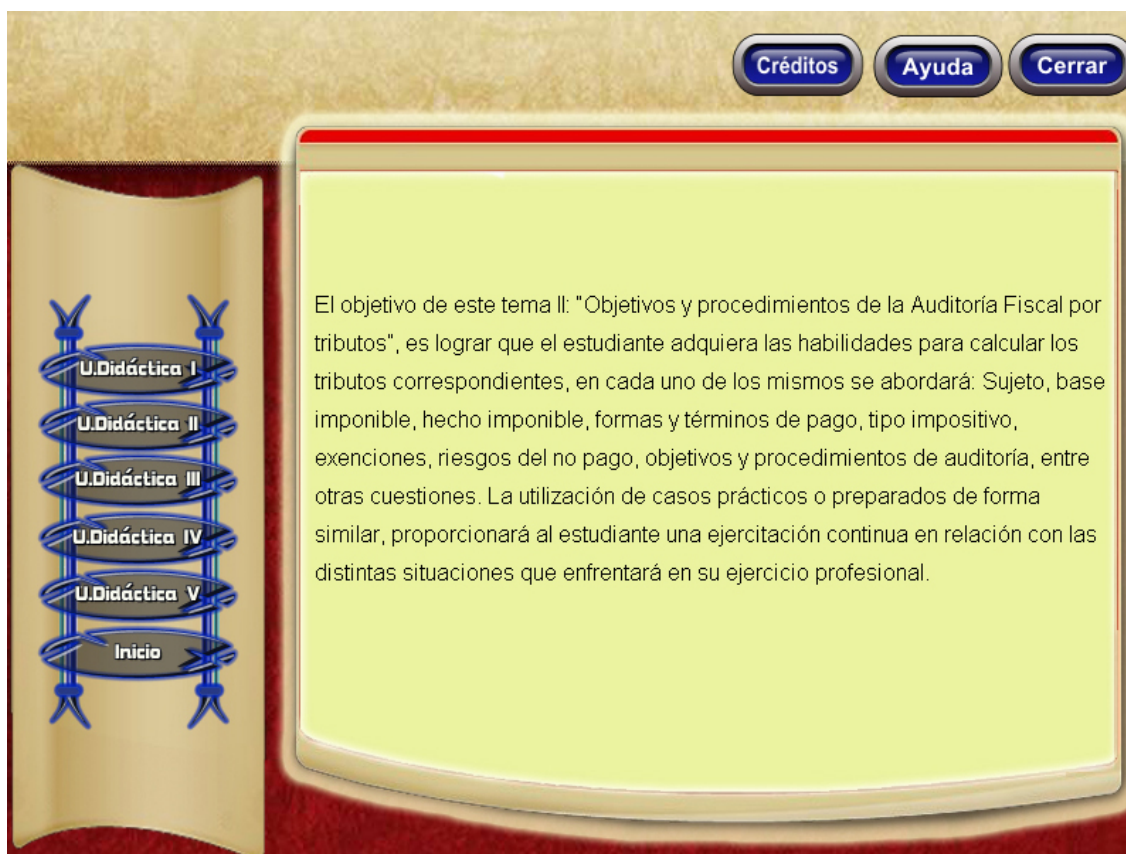 Créditos
Ayuda
Cerrar
U.Didáctica I
U.Didáctica II
U.Didáctica III
U.Didáctica IV
U.Didáctica V
Inicio
El objetivo de este tema II: "Objetivos y procedimientos de la Auditoría Fiscal por
tributos", es lograr que el estudiante adquiera las habilidades para calcular los
tributos correspondientes, en cada uno de los mismos se abordará: Sujeto, base
imponible, hecho imponible, formas y términos de pago, tipo impositivo,
exenciones, riesgos del no pago, objetivos y procedimientos de auditoría, entre
otras cuestiones. La utilización de casos prácticos o preparados de forma
similar, proporcionará al estudiante una ejercitación continua en relación con las
distintas situaciones que enfrentará en su ejercicio profesional.